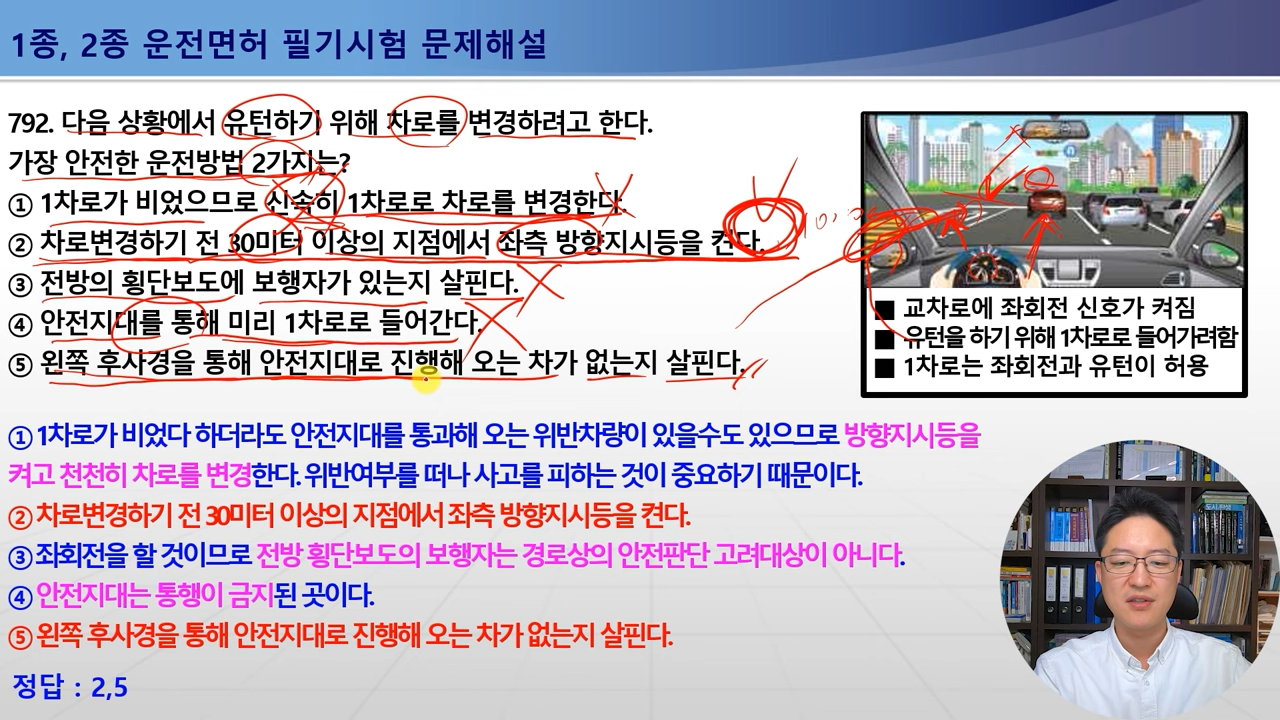 1종, 2종 운전면허 필기시험 문제해설
792. 다음 상황에서 유턴하기 위해 차로를 변경하려고 한다.
가장 안전한 운전방법 2가지는?
① 1차로가 비었으므로 신속히 1차로로 차로를 변경한다.
② 차로변경하기 전 30미터 이상의 지점에서 좌측 방향지시등을 켠다.
③ 전방의 횡단보도에 보행자가 있는지 살핀다.
④ 안전지대를 통해 미리 1차로로 들어간다.
⑤ 왼쪽 후사경을 통해 안전지대로 진행해 오는 차가 없는지 살핀다.
■ 교차로에 좌회전 신호가 켜짐
■ 유턴을 하기 위해 1차로로 들어가려함
■ 1차로는 좌회전과 유턴이 허용
① 1차로가 비었다 하더라도 안전지대를 통과해 오는 위반차량이 있을수도 있으므로 방향지시등을
켜고 천천히 차로를 변경한다. 위반여부를 떠나 사고를 피하는 것이 중요하기 때문이다.
② 차로변경하기 전 30미터 이상의 지점에서 좌측 방향지시등을 켠다.
③ 좌회전을 할 것이므로 전방 횡단보도의 보행자는 경로상의 안전판단 고려대상이 아니다.
④ 안전지대는 통행이 금지된 곳이다.
⑤ 왼쪽 후사경을 통해 안전지대로 진행해 오는 차가 없는지 살핀다.
정답 : 2,5